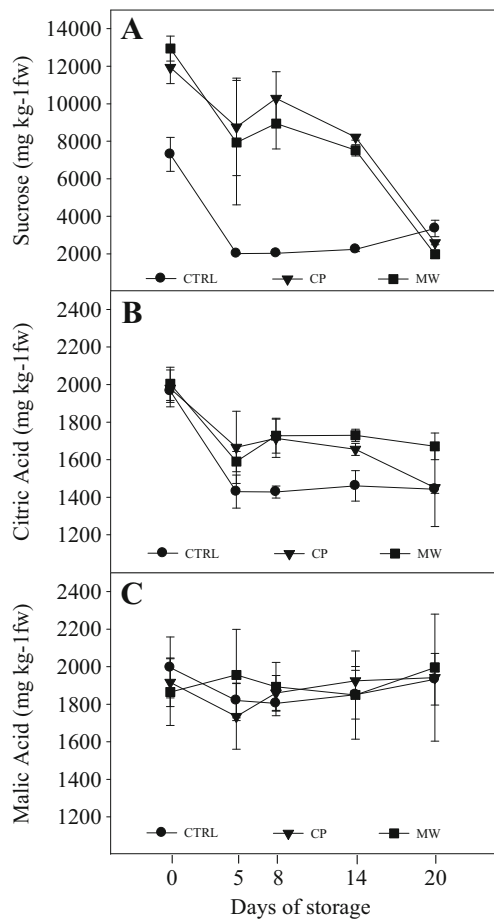 A
Sucrose (mg kg-1fw)
14000
12000
10000
8000
6000
4000
2000
CTRL CP MW
B
Citric Acid (mg kg-1fw)
2400
2200
2000
1800
1600
1400
1200
CTRL CP MW
C
Malic Acid (mg kg-1fw)
2400
2200
2000
1800
1600
1400
1200
CTRL CP MW
0 5 8 14 20
Days of storage